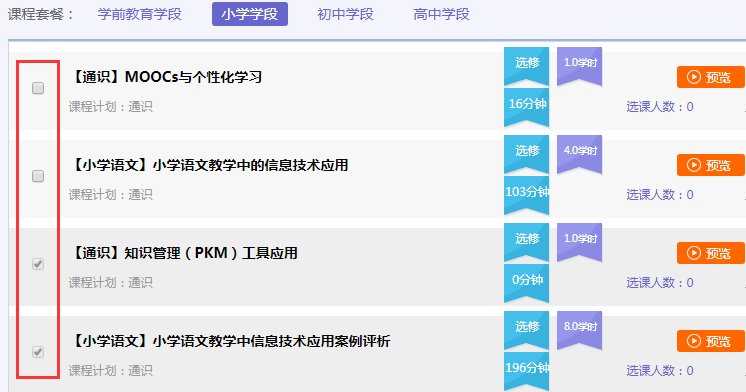 课程套餐： 学前教育学段 小学学段 初中学段 高中学段
【通识】MOOCs与个性化学习 选修 1.0学时 预览
课程计划：通识 16分钟 选课人数：0
【小学语文】小学语文教学中的信息技术应用 选修 4.0学时 预览
课程计划：通识 103分钟 选课人数：0
【通识】知识管理（PKM）工具应用 选修 1.0学时 预览
课程计划：通识 0分钟 选课人数：0
【小学语文】小学语文教学中信息技术应用案例评析 选修 8.0学时 预览
课程计划：通识 196分钟 选课人数：0